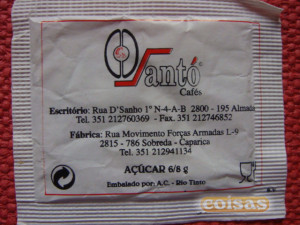 Santó
Cafés
Escritório: Rua D'Sanho 1º N-4-A-B 2800 - 195 Almada
Tel. 351 212760369 - Fax. 351 212746852
Fábrica: Rua Movimento Forças Armadas L-9
2815 - 786 Sobreda - Caparica
Tel. 351 212941134
AÇÚCAR 6/8 g
Embalado por: A.C. - Rio Tinto
coisas